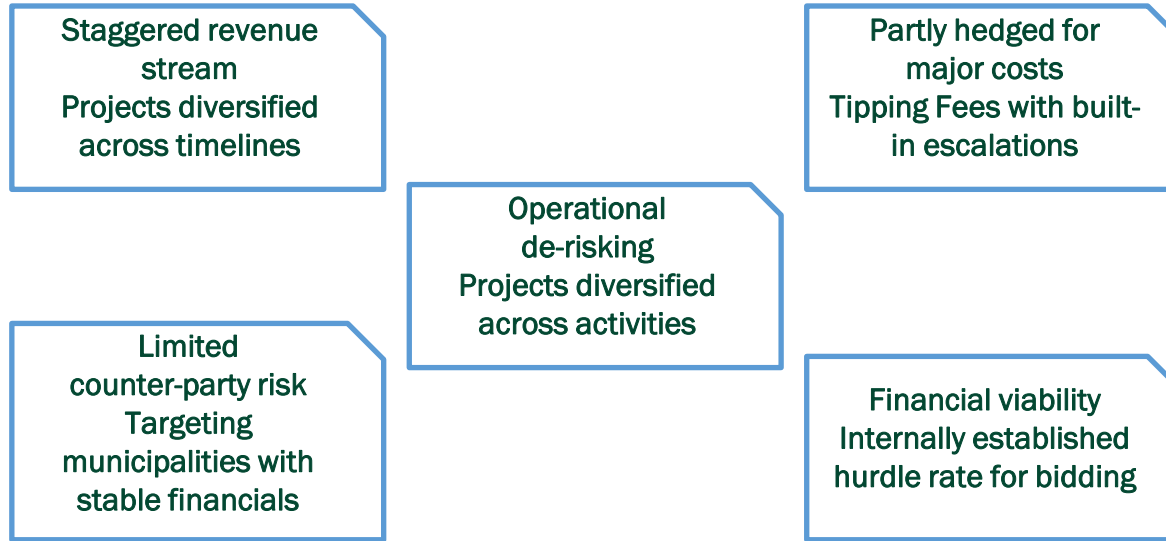 Staggered revenue
stream
Projects diversified
across timelines
Partly hedged for
major costs
Tipping Fees with built-
in escalations
Operational
de-risking
Projects diversified
across activities
Limited
counter-party risk
Targeting
municipalities with
stable financials
Financial viability
Internally established
hurdle rate for bidding